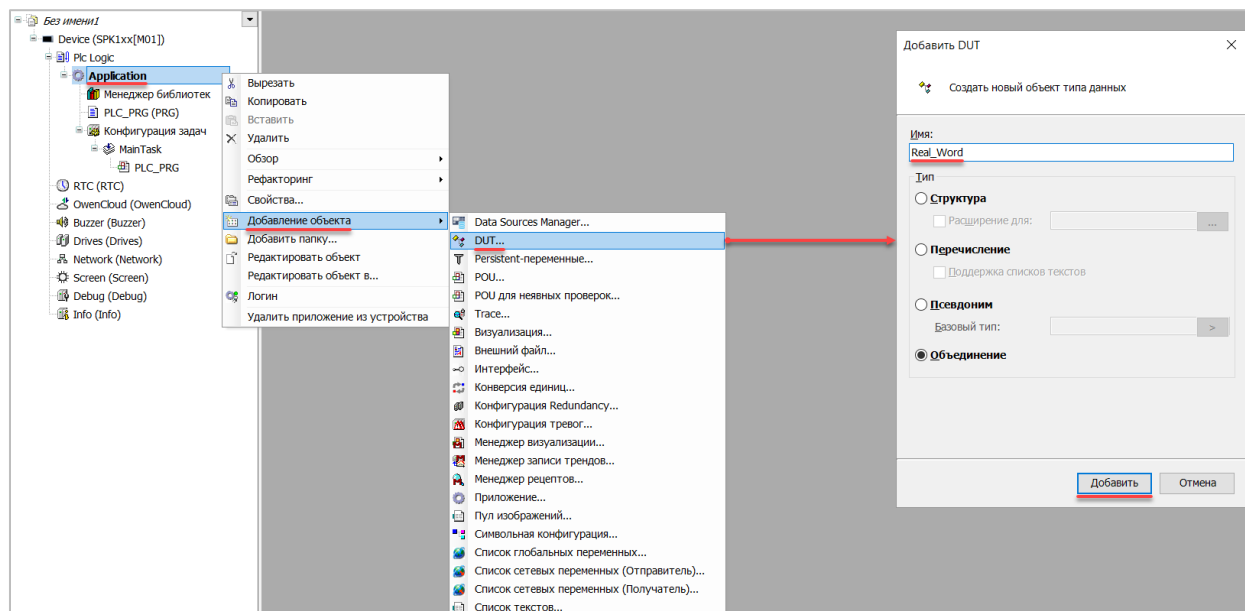 Без имени1
Device (SPK1xx[M01])
Plc Logic
Application
Менеджер библиотек
PLC_PRG (PRG)
Конфигурация задач
MainTask
PLC_PRG
RTC (RTC)
OwenCloud (OwenCloud)
Buzzer (Buzzer)
Drives (Drives)
Network (Network)
Screen (Screen)
Debug (Debug)
Info (Info)
Вырезать
Копировать
Вставить
Удалить
Обзор
Рефакторинг
Свойства...
Добавление объекта
Добавить папку...
Редактировать объект
Редактировать объект в...
Логин
Удалить приложение из устройства
Data Sources Manager...
DUT...
Persistent-переменные...
POU...
POU для неявных проверок...
Trace...
Визуализация...
Внешний файл...
Интерфейс...
Конверсия единиц...
Конфигурация Redundancy...
Конфигурация тревог...
Менеджер визуализации...
Менеджер записи трендов...
Менеджер рецептов...
Приложение...
Пул изображений...
Символьная конфигурация...
Список глобальных переменных...
Список сетевых переменных (Отправитель)...
Список сетевых переменных (Получатель)...
Список текстов...
Добавить DUT
Создать новый объект типа данных
Имя:
Real_Word
Тип
Структура
Расширение для:
...
Перечисление
Поддержка списков текстов
Псевдоним
Базовый тип:
>
Объединение
Добавить
Отмена